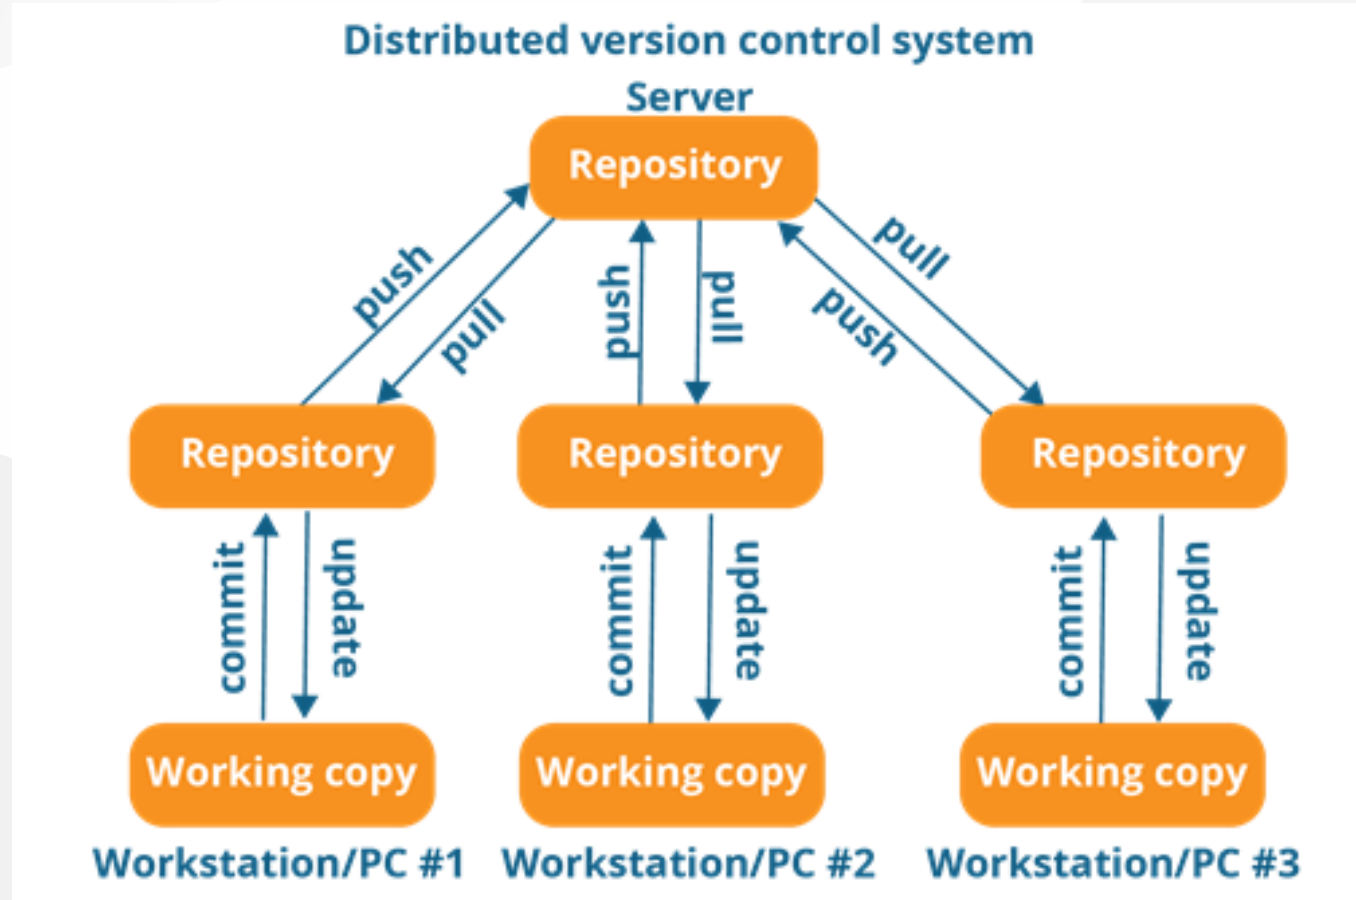 Distributed version control system
Server
Repository
push
pull
push
pull
push
pull
Repository
Repository
Repository
commit
update
commit
update
commit
update
Working copy
Working copy
Working copy
Workstation/PC #1
Workstation/PC #2
Workstation/PC #3